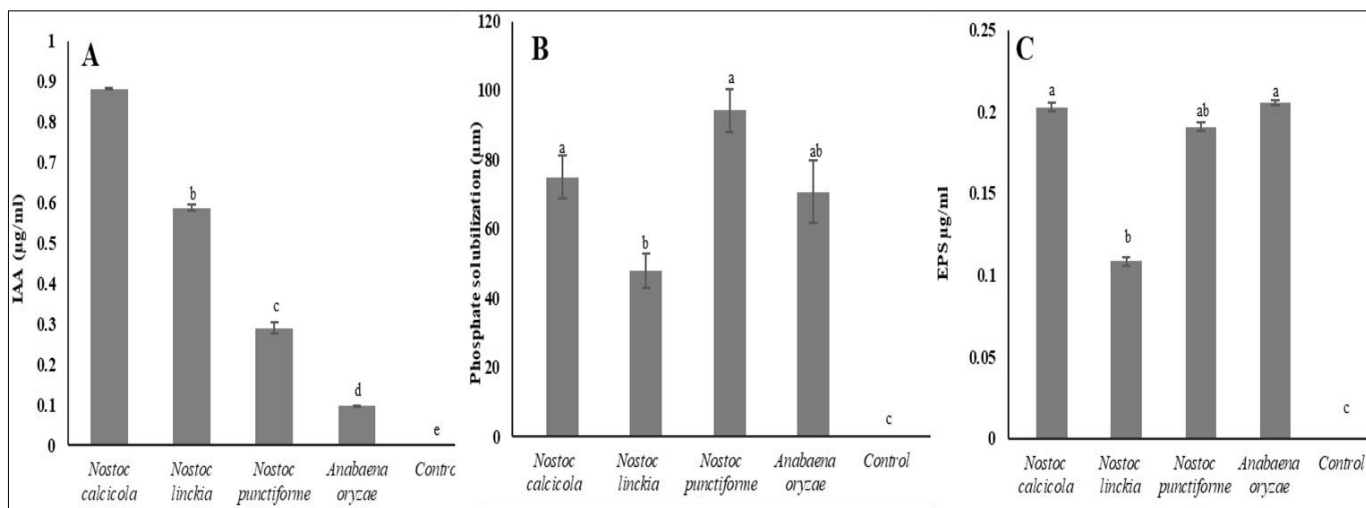 A
IAA (µg/ml)
1
0.9
0.8
0.7
0.6
0.5
0.4
0.3
0.2
0.1
0
b
c
d
e
Nostoc calcicola
Nostoc linckia
Nostoc punctiforme
Anabaena oryzae
Contrc
B
Phosphate solubilization (µm)
120
100
80
60
40
20
0
a
b
a
ab
c
Nostoc calcicola
Nostoc linckia
Nostoc punctiforme
Anabaena oryzae
Control
C
EPS µg/ml
0.25
0.2
0.15
0.1
0.05
0
a
b
ab
a
c
Nostoc calcicola
Nostoc linckia
Nostoc punctiforme
Anabaena oryzae
Control